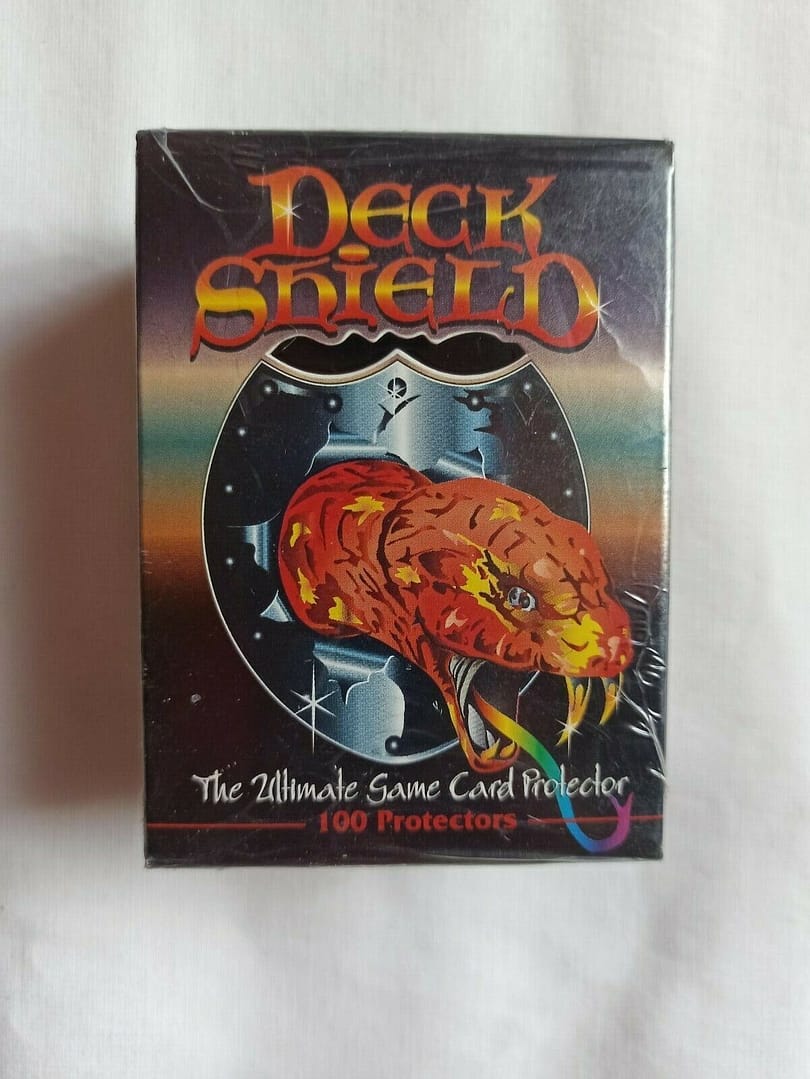 Deck
Shield
The Ultimate Game Card Protector
100 Protectors